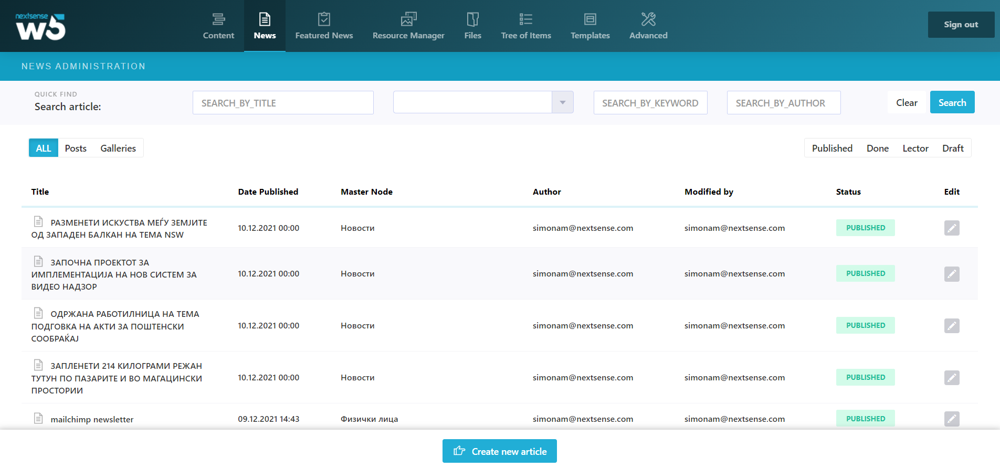 nextsense
w5
Content
News
Featured News
Resource Manager
Files
Tree of Items
Templates
Advanced
Sign out
NEWS ADMINISTRATION
QUICK FIND
Search article:
SEARCH_BY_TITLE
SEARCH_BY_KEYWORD
SEARCH_BY_AUTHOR
Clear
Search
ALL
Posts
Galleries
Published
Done
Lector
Draft
Title
Date Published
Master Node
Author
Modified by
Status
Edit
РАЗМЕНЕТИ ИСКУСТВА МЕЃУ ЗЕМЈИТЕ
ОД ЗАПАДЕН БАЛКАН НА ТЕМА NSW
10.12.2021 00:00
Новости
simonam@nextsense.com
simonam@nextsense.com
PUBLISHED
ЗАПОЧНА ПРОЕКТОТ ЗА
ИМПЛЕМЕНТАЦИЈА НА НОВ СИСТЕМ ЗА
ВИДЕО НАДЗОР
10.12.2021 00:00
Новости
simonam@nextsense.com
simonam@nextsense.com
PUBLISHED
ОДРЖАНА РАБОТИЛНИЦА НА ТЕМА
ПОДГОВКА НА АКТИ ЗА ПОШТЕНСКИ
СООБРАЌАЈ
10.12.2021 00:00
Новости
simonam@nextsense.com
simonam@nextsense.com
PUBLISHED
ЗАПЛЕНЕТИ 214 КИЛОГРАМИ РЕЖАН
ТУТУН ПО ПАЗАРИТЕ И ВО МАГАЦИНСКИ
ПРОСТОРИИ
10.12.2021 00:00
Новости
simonam@nextsense.com
simonam@nextsense.com
PUBLISHED
mailchimp newsletter
09.12.2021 14:43
Физички лица
simonam@nextsense.com
simonam@nextsense.com
PUBLISHED
Create new article